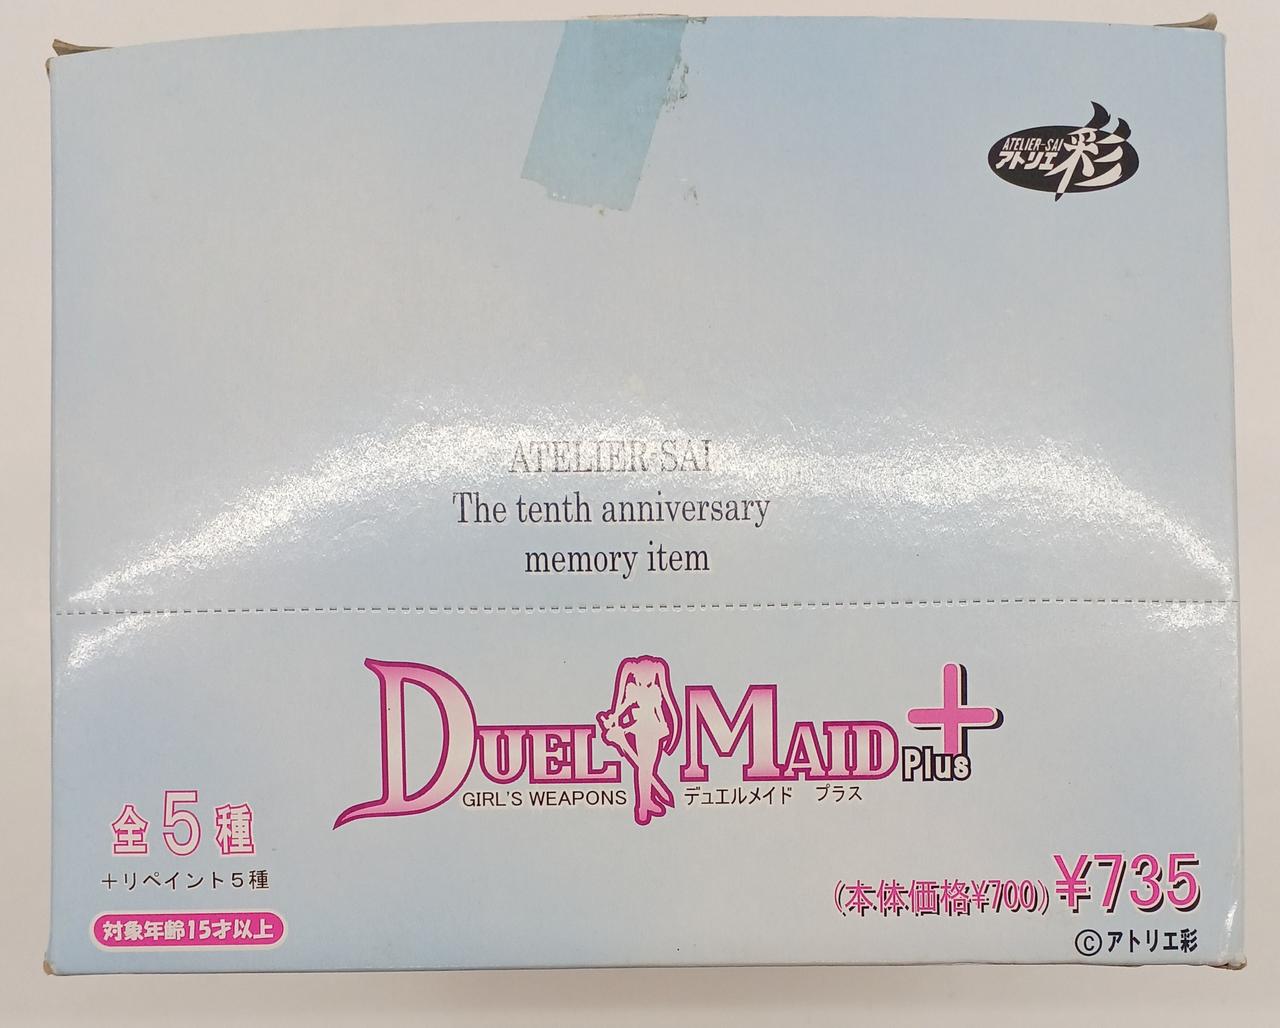 ATELIER-SAI
アトリエ彩
ATELIER SAI
The tenth anniversary
memory item
DUEL MAID Plus
GIRL'S WEAPONS デュエルメイド プラス
全5種
＋リペイント５種
対象年齢15才以上
(本体価格¥700) ¥735
©アトリエ彩